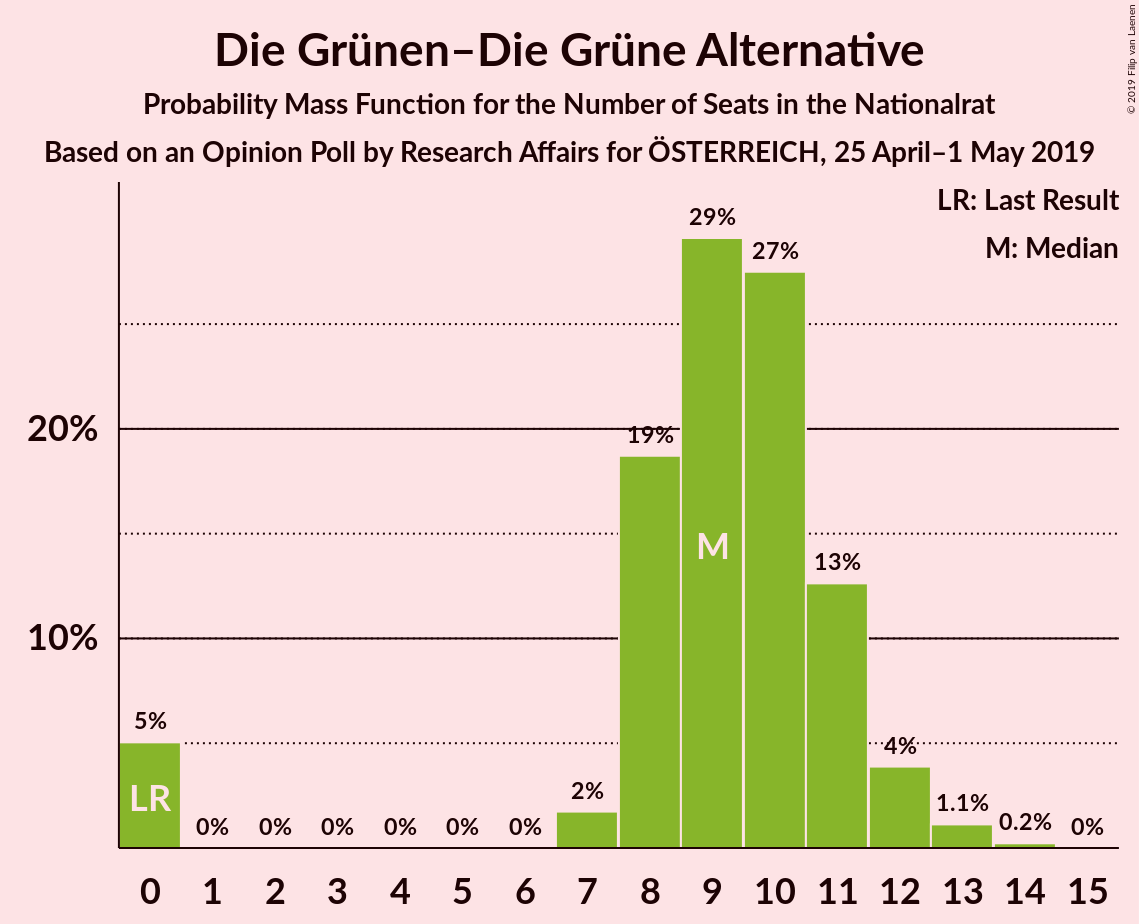 Die Grünen–Die Grüne Alternative
Probability Mass Function for the Number of Seats in the Nationalrat
Based on an Opinion Poll by Research Affairs for ÖSTERREICH, 25 April–1 May 2019
© 2019 Filip van Laenen
LR: Last Result
M: Median
29%
27%
20%
19%
M
13%
10%
5%
LR
0%
0%
0%
0%
0%
0%
2%
4%
1.1%
0.2%
0%
0 1 2 3 4 5 6 7 8 9 10 11 12 13 14 15